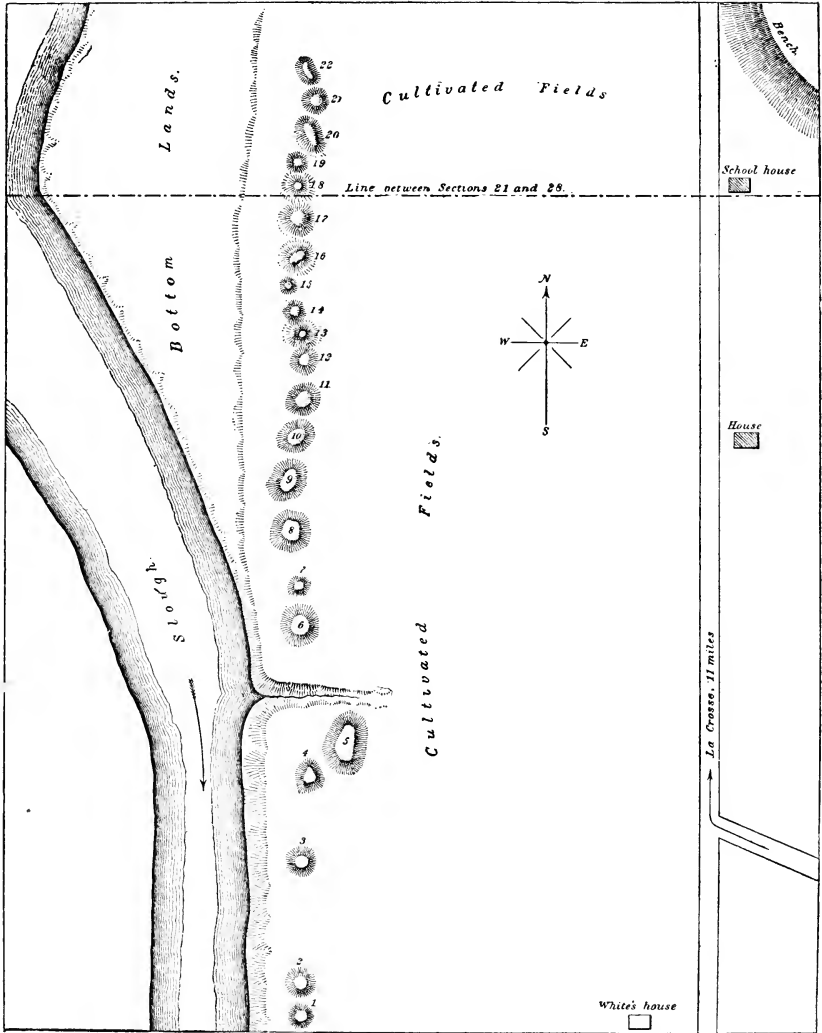 Bench.
22
21
Cultivated Fields
Lands.
20
19
School house
18
Line between Sections 21 and 28.
17
16
Bottom
15
N
14
13
W E
12
11
House
10
S
9
Fields.
8
7
Slough.
6
Cultivated
La Crosse. 11 miles
5
4
3
2
1
White's house